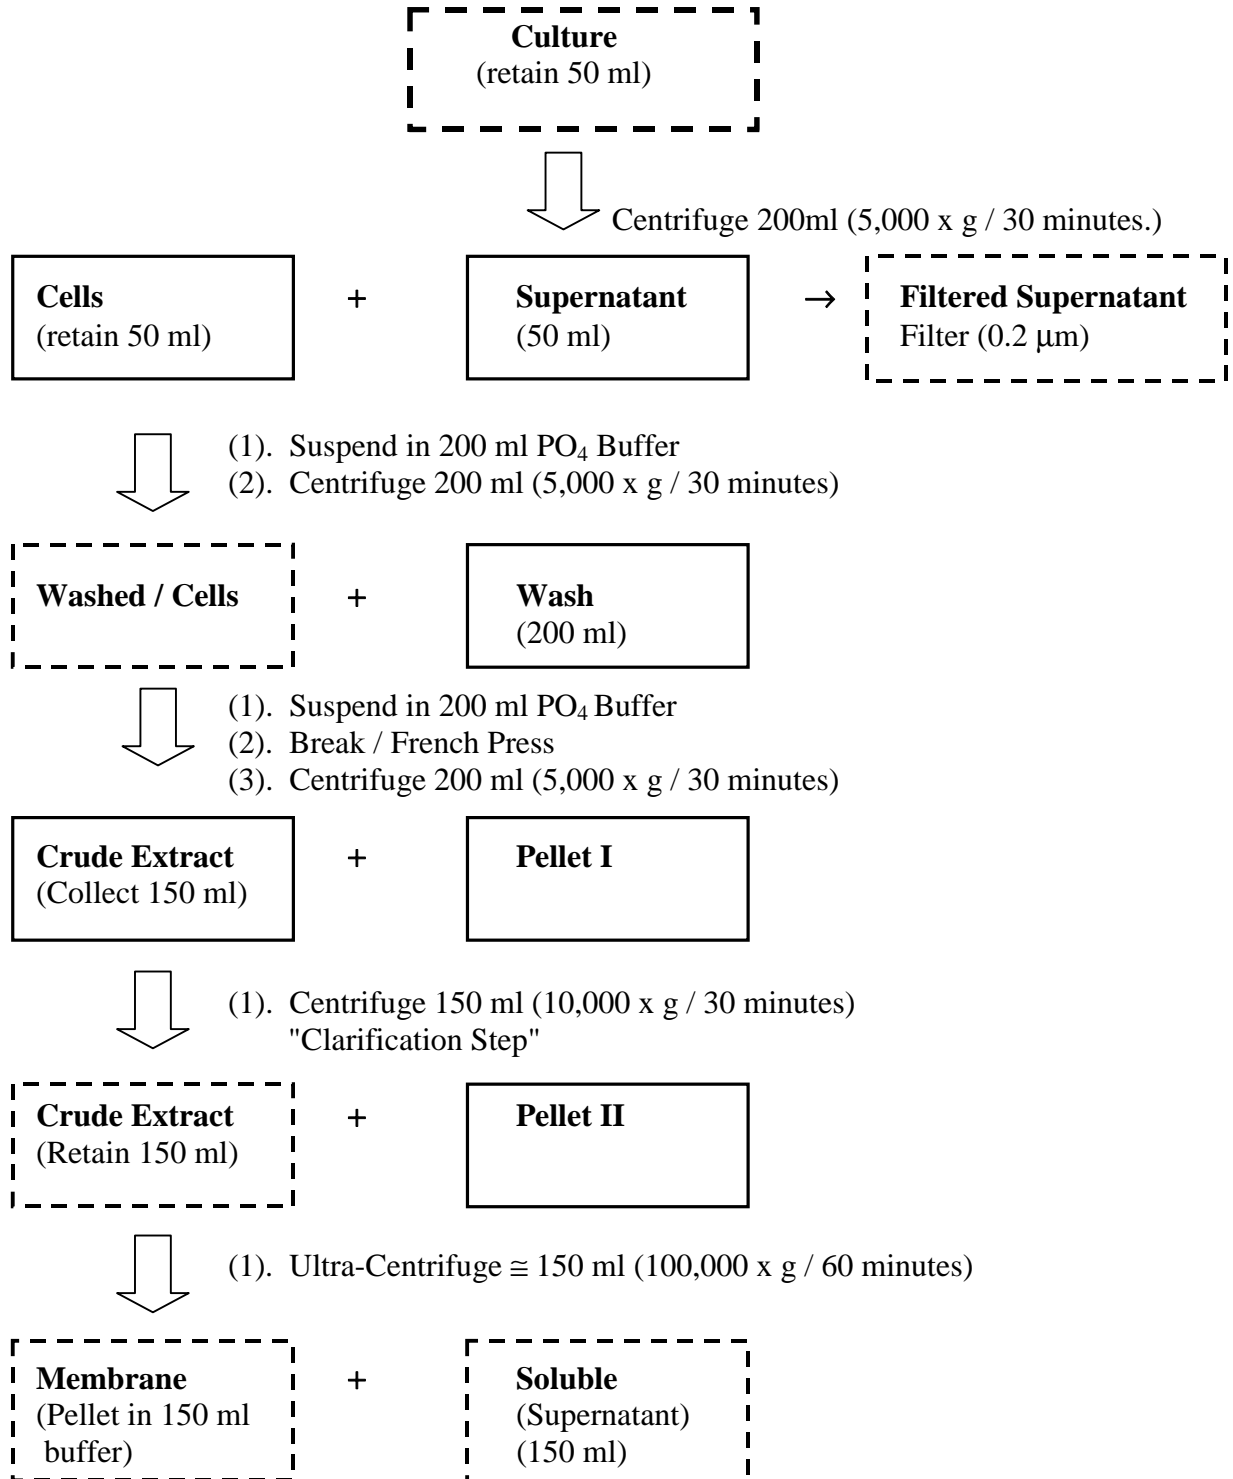 Culture
(retain 50 ml)
Centrifuge 200ml (5,000 x g / 30 minutes.)
Cells + Supernatant → Filtered Supernatant
(retain 50 ml) (50 ml) Filter (0.2 μm)
(1). Suspend in 200 ml PO₄ Buffer
(2). Centrifuge 200 ml (5,000 x g / 30 minutes)
Washed / Cells + Wash
(200 ml)
(1). Suspend in 200 ml PO₄ Buffer
(2). Break / French Press
(3). Centrifuge 200 ml (5,000 x g / 30 minutes)
Crude Extract + Pellet I
(Collect 150 ml)
(1). Centrifuge 150 ml (10,000 x g / 30 minutes)
"Clarification Step"
Crude Extract + Pellet II
(Retain 150 ml)
(1). Ultra-Centrifuge ≅ 150 ml (100,000 x g / 60 minutes)
Membrane + Soluble
(Pellet in 150 ml (Supernatant)
buffer) (150 ml)